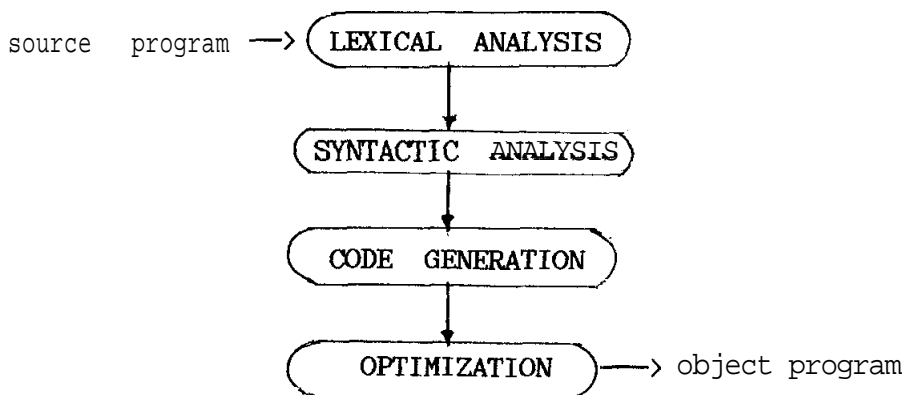 source program —> LEXICAL ANALYSIS
SYNTACTIC ANALYSIS
CODE GENERATION
OPTIMIZATION —> object program